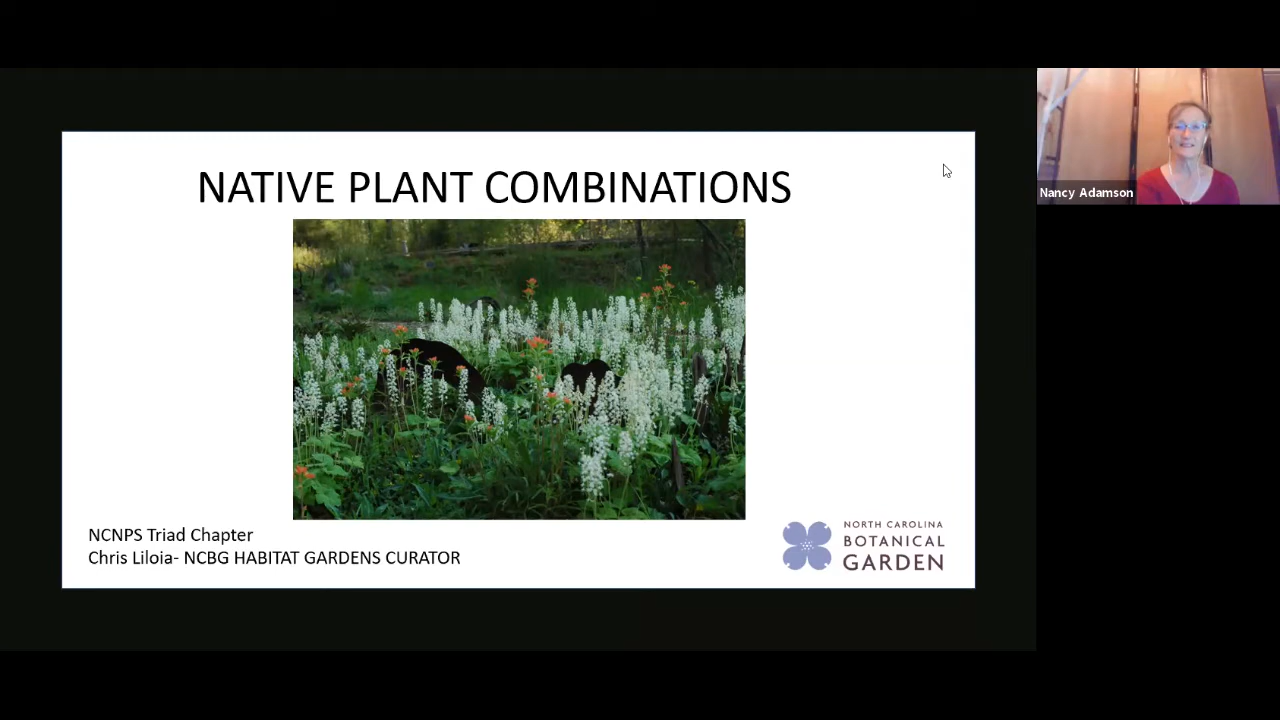 NATIVE PLANT COMBINATIONS
NCNPS Triad Chapter
Chris Liloia- NCBG HABITAT GARDENS CURATOR
NORTH CAROLINA
BOTANICAL
GARDEN
Nancy Adamson